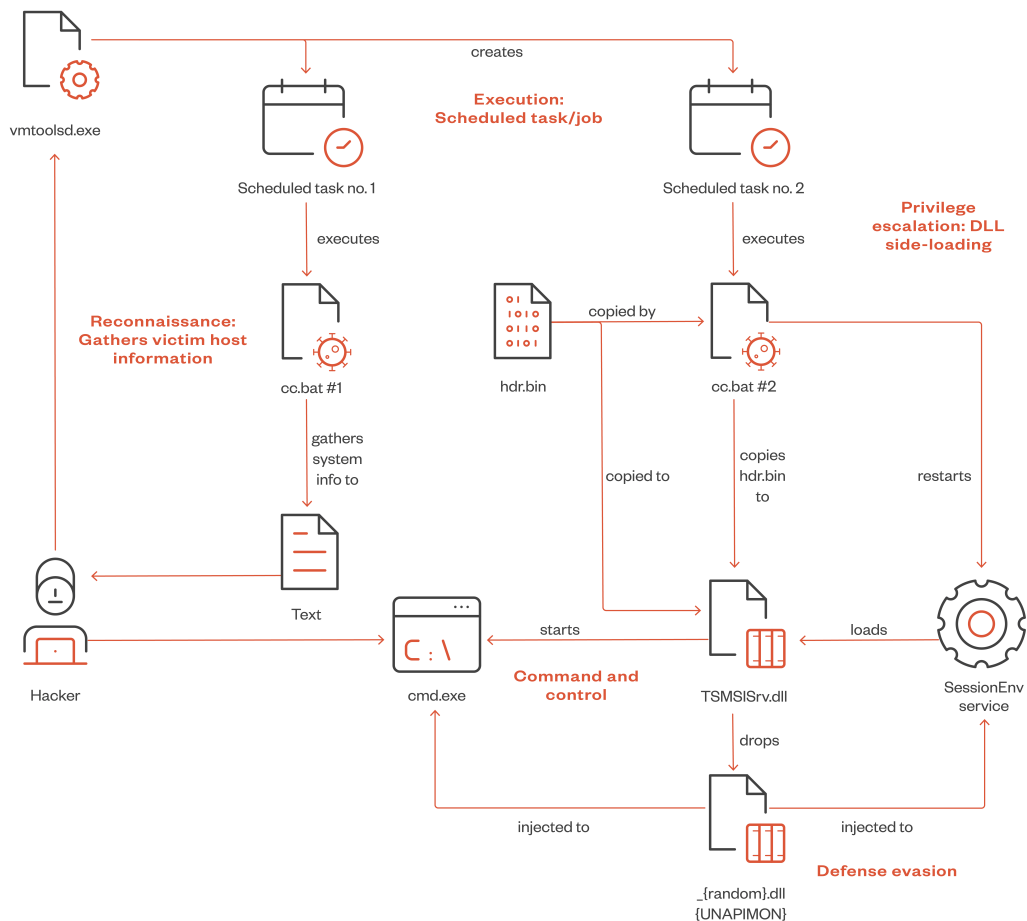 creates
vmtoolsd.exe
Execution:
Scheduled task/job
Scheduled task no. 1
Scheduled task no. 2
Privilege
escalation: DLL
side-loading
executes
executes
Reconnaissance:
Gathers victim host
information
copied by
cc.bat #1
hdr.bin
cc.bat #2
gathers
system
info to
copied to
copies
hdr.bin
to
restarts
Text
C:\
starts
loads
Hacker
cmd.exe
Command and
control
TSMSISrv.dll
SessionEnv
service
drops
injected to
injected to
Defense evasion
_{random}.dll
{UNAPIMON}